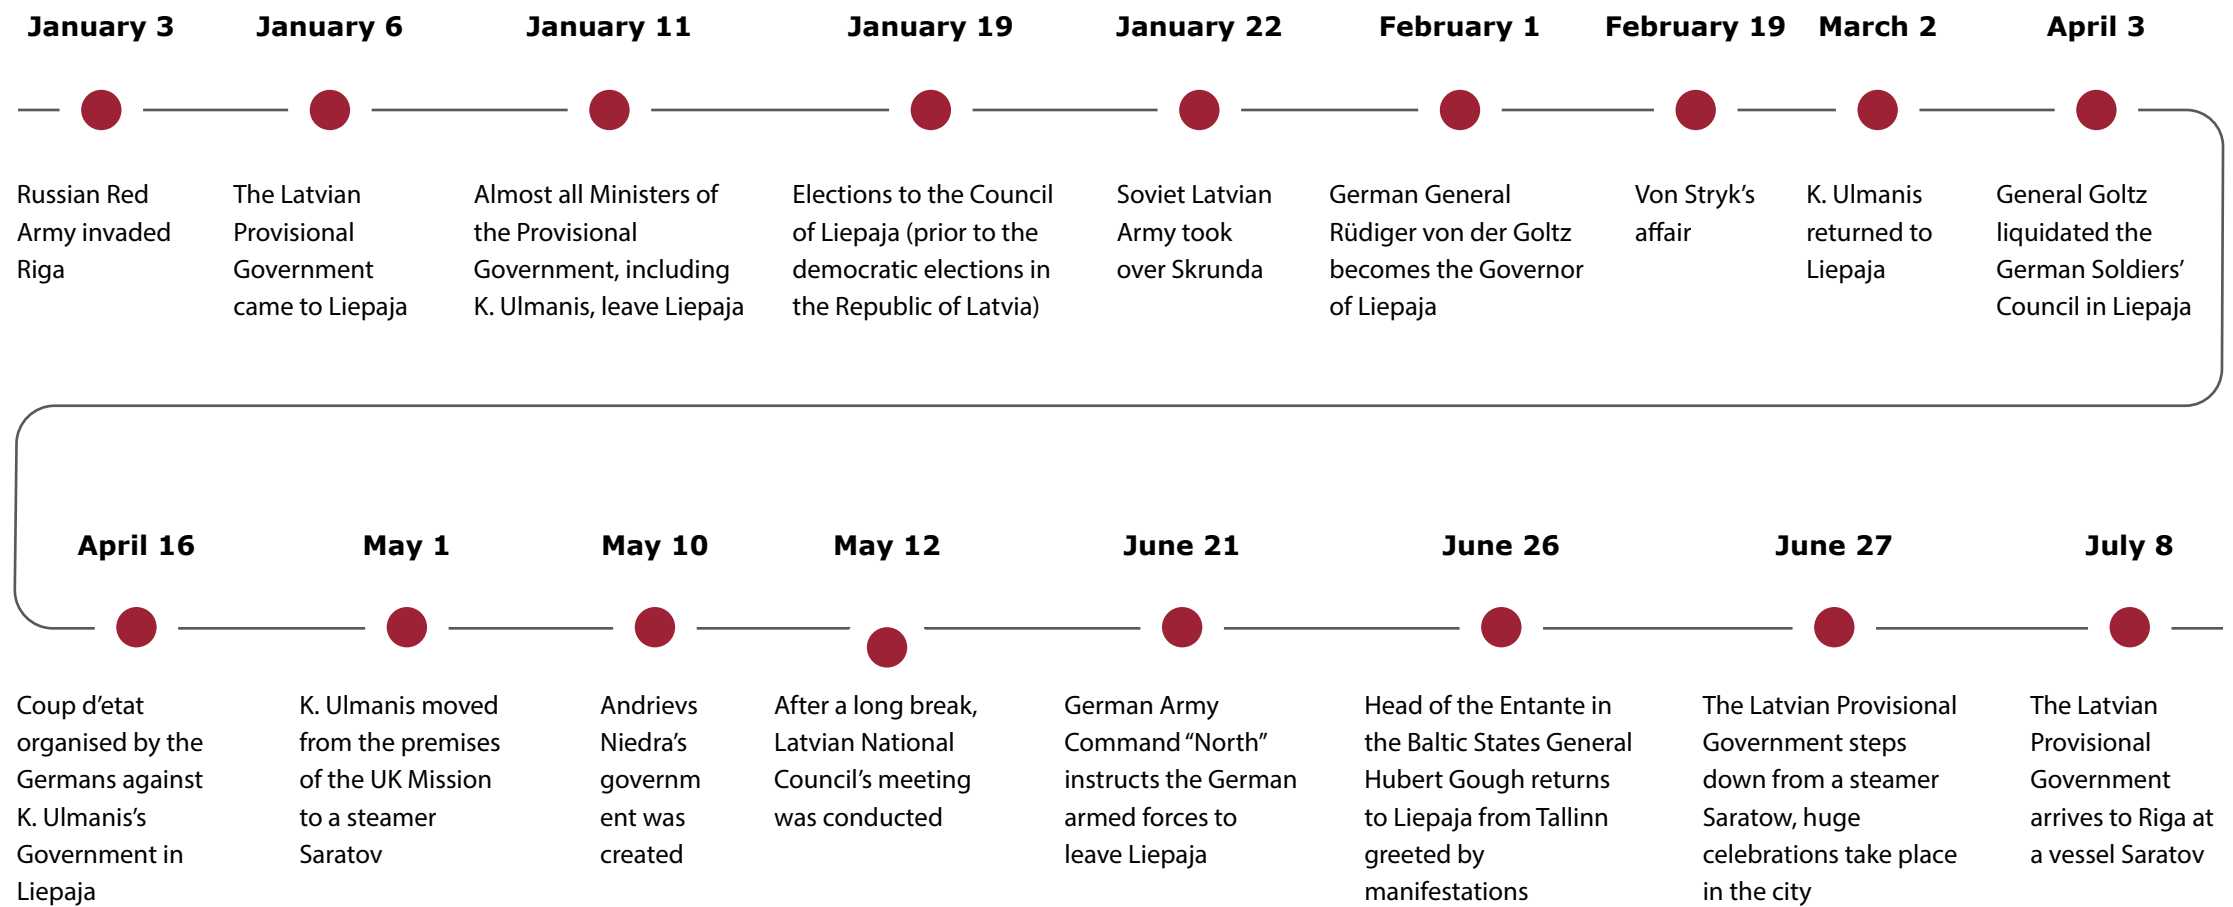 January 3
Russian Red
Army invaded
Riga
January 6
The Latvian
Provisional
Government
came to Liepaja
January 11
Almost all Ministers of
the Provisional
Government, including
K. Ulmanis, leave Liepaja
January 19
Elections to the Council
of Liepaja (prior to the
democratic elections in
the Republic of Latvia)
January 22
Soviet Latvian
Army took
over Skrunda
February 1
German General
Rüdiger von der Goltz
becomes the Governor
of Liepaja
February 19
Von Stryk’s
affair
March 2
K. Ulmanis
returned to
Liepaja
April 3
General Goltz
liquidated the
German Soldiers’
Council in Liepaja
April 16
Coup d’etat
organised by the
Germans against
K. Ulmanis’s
Government in
Liepaja
May 1
K. Ulmanis moved
from the premises
of the UK Mission
to a steamer
Saratov
May 10
Andrievs
Niedra’s
governm
ent was
created
May 12
After a long break,
Latvian National
Council’s meeting
was conducted
June 21
German Army
Command “North”
instructs the German
armed forces to
leave Liepaja
June 26
Head of the Entante in
the Baltic States General
Hubert Gough returns
to Liepaja from Tallinn
greeted by
manifestations
June 27
The Latvian Provisional
Government steps
down from a steamer
Saratow, huge
celebrations take place
in the city
July 8
The Latvian
Provisional
Government
arrives to Riga at
a vessel Saratov